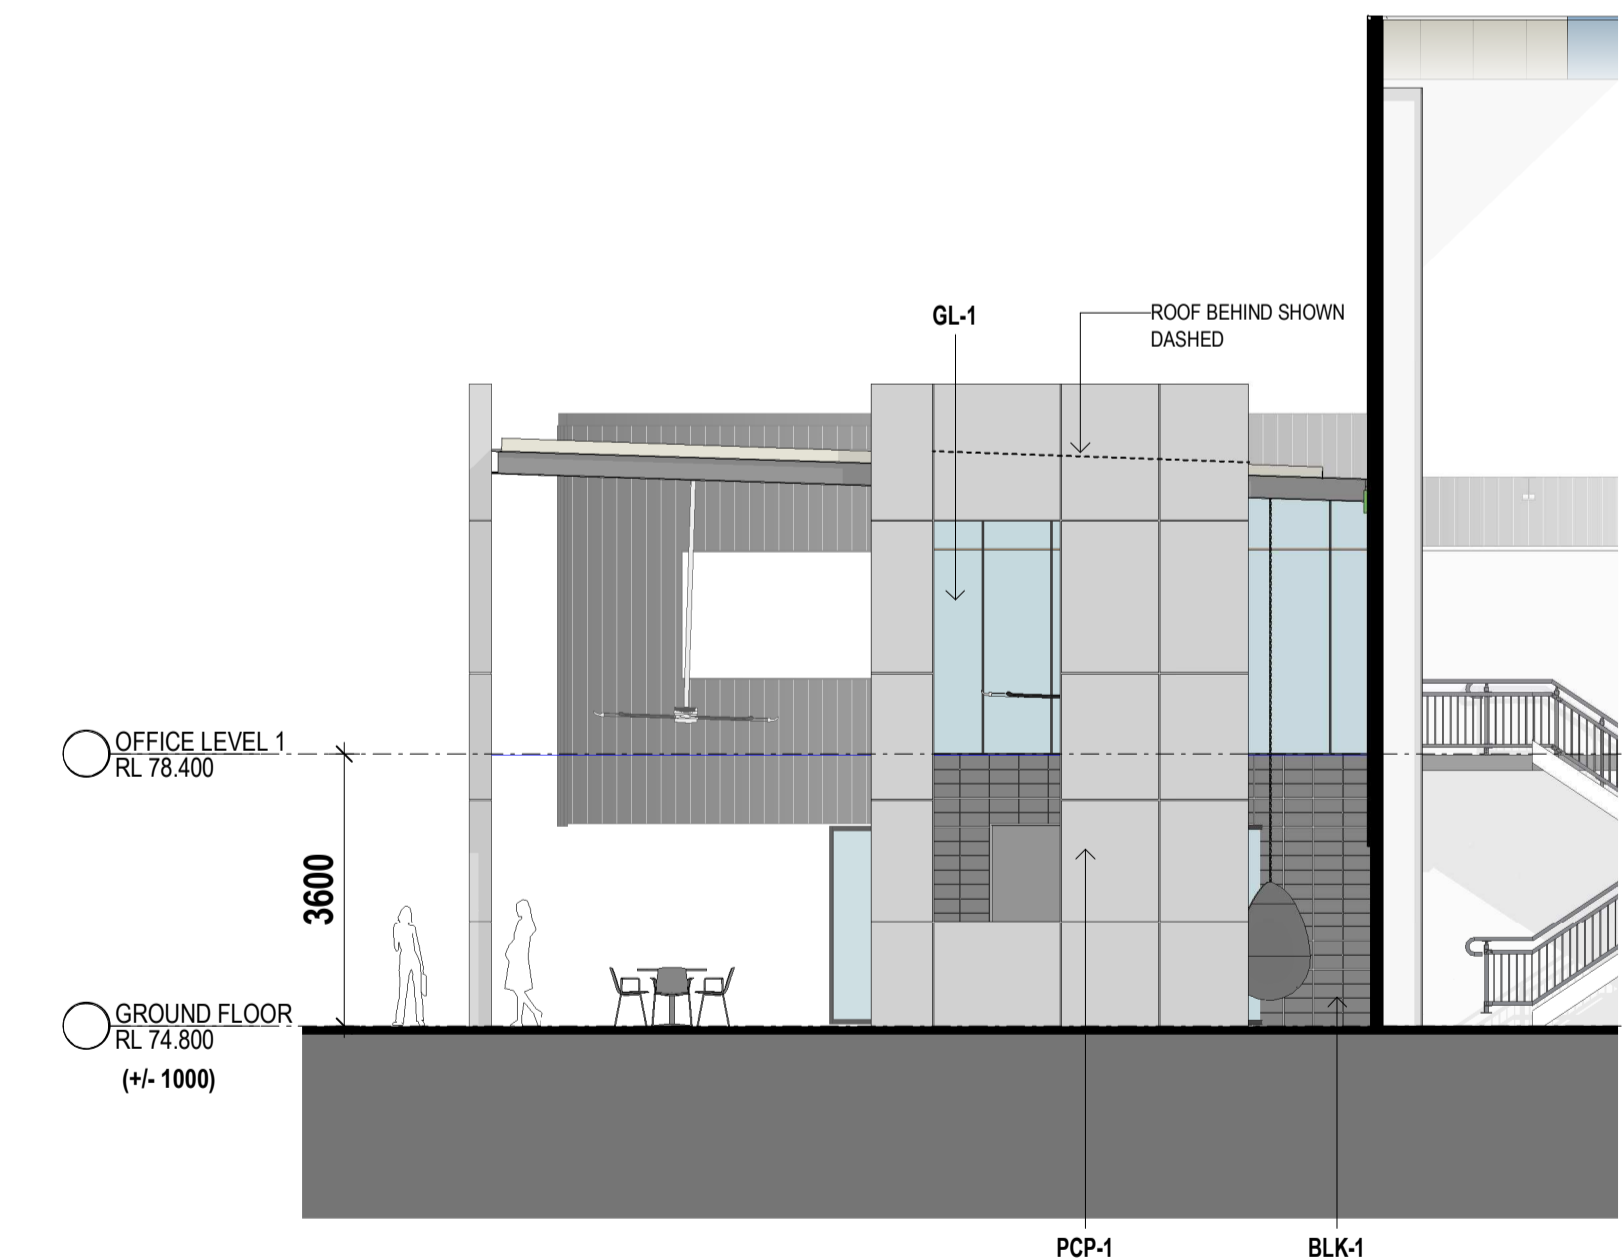 GL-1
ROOF BEHIND SHOWN
DASHED
OFFICE LEVEL 1
RL 78.400
3600
GROUND FLOOR
RL 74.800
(+/- 1000)
PCP-1
BLK-1